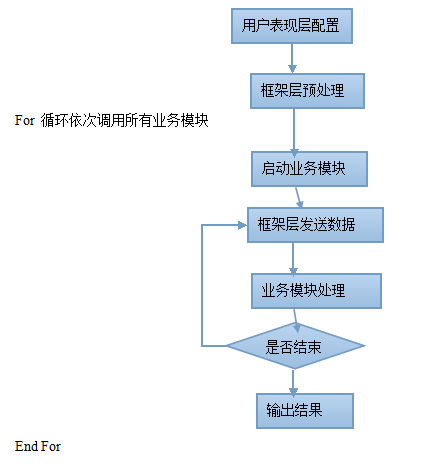 用户表现层配置
框架层预处理
For 循环依次调用所有业务模块
启动业务模块
框架层发送数据
业务模块处理
是否结束
输出结果
End For